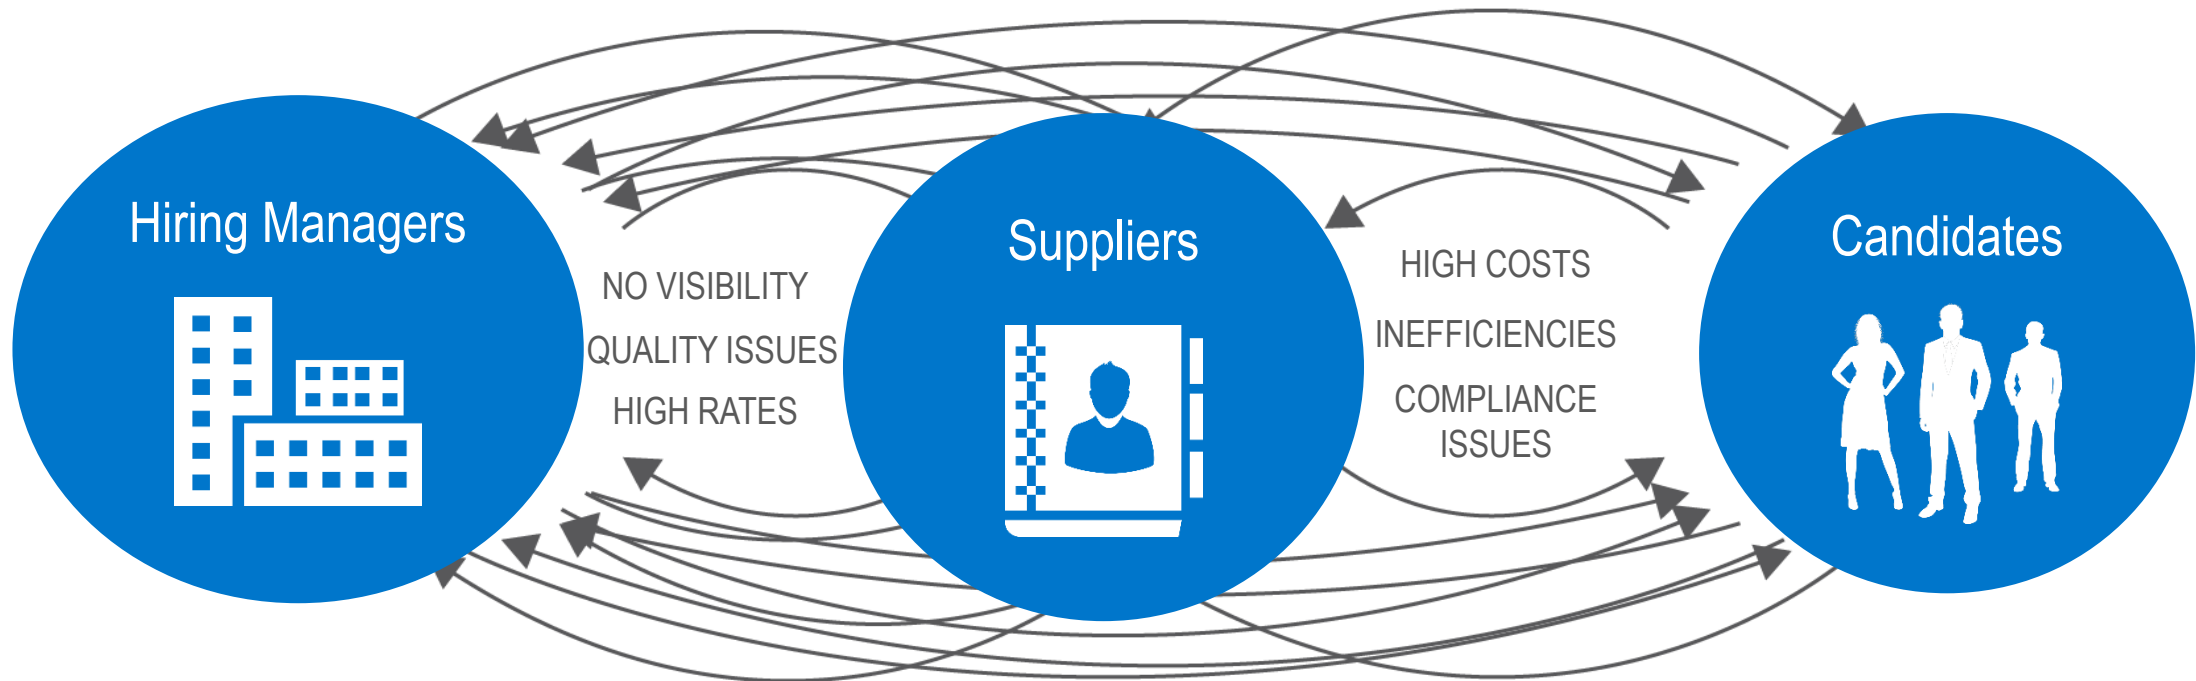 Hiring Managers
NO VISIBILITY
QUALITY ISSUES
HIGH RATES
Suppliers
HIGH COSTS
INEFFICIENCIES
COMPLIANCE
ISSUES
Candidates